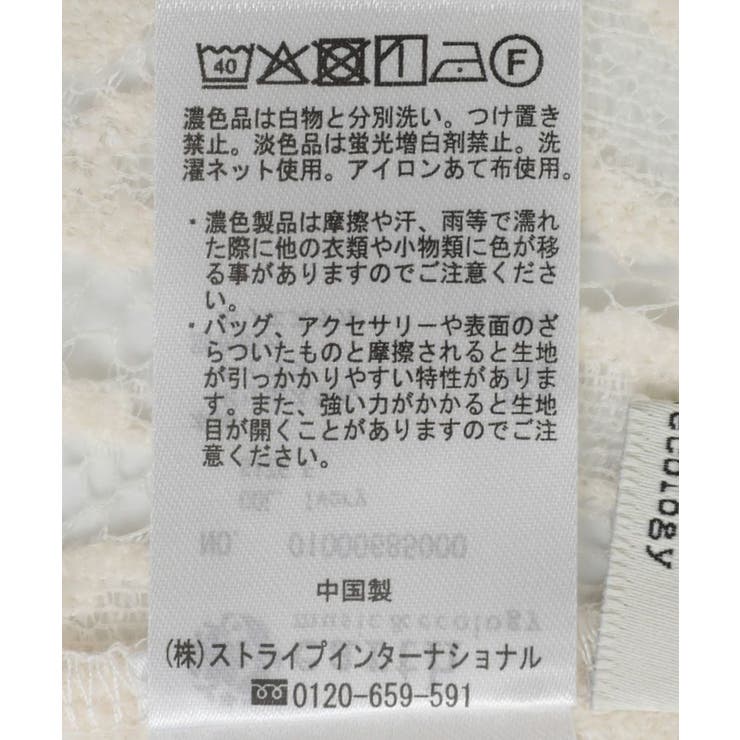 40 F
濃色品は白物と分別洗い。つけ置き
禁止。淡色品は蛍光増白剤禁止。洗
濯ネット使用。アイロンあて布使用。
・濃色製品は摩擦や汗、雨等で濡れ
た際に他の衣類や小物類に色が移
る事がありますのでご注意くださ
い。
・バッグ、アクセサリーや表面のざ
らついたものと摩擦されると生地
が引っかかりやすい特性がありま
す。また、強い力がかかると生地
目が開くことがありますのでご注
意ください。
COL. Ivory
NO. 01000685000
中国製
music&ecology
(株)ストライプインターナショナル
0120-659-591
ecology